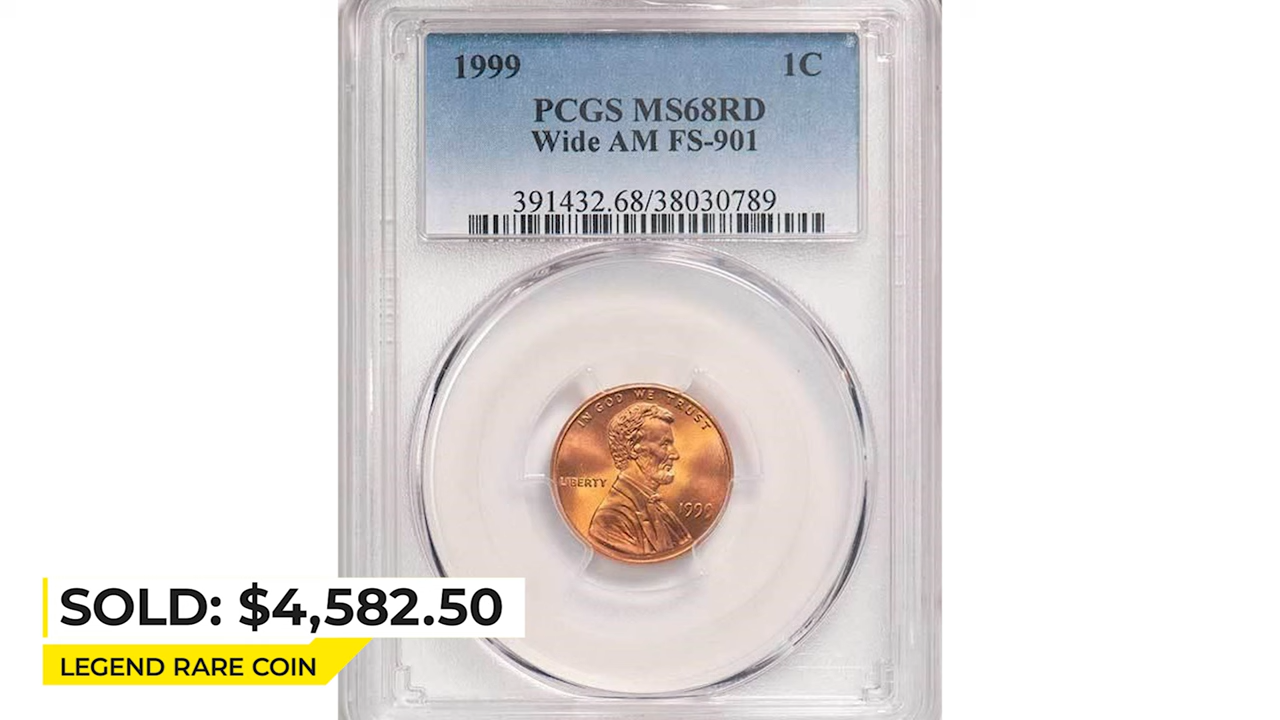 1999 1C
PCGS MS68RD
Wide AM FS-901
391432.68/38030789
IN GOD WE TRUST
LIBERTY
1999
SOLD: $4,582.50
LEGEND RARE COIN